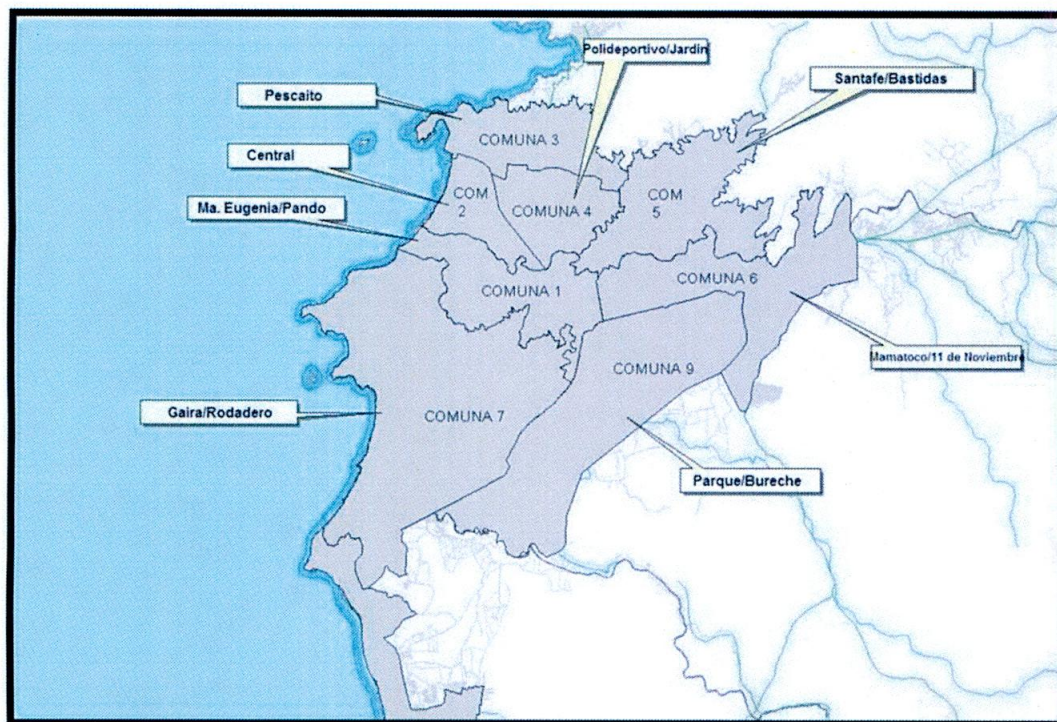 Polideportivo/Jardin
Santafe/Bastidas
Pescaito
COMUNA 3
Central
COM
2
COMUNA 4
COM
5
Ma. Eugenia/Pando
COMUNA 1
COMUNA 6
Mamatoco/11 de Noviembre
COMUNA 9
Gaira/Rodadero
COMUNA 7
Parque/Bureche